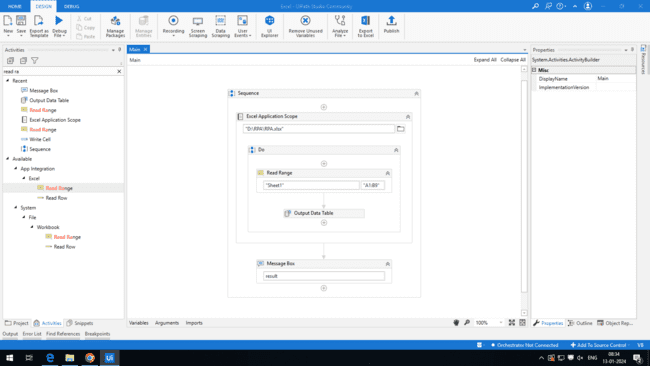 Excel - UiPath Studio Community
HOME DESIGN DEBUG
New Save Export as Template Debug File Cut Copy Paste Manage Packages Manage Entities Recording Screen Scraping Data Scraping User Events UI Explorer Remove Unused Variables Analyze File Export to Excel Publish
Activities
read ra
Recent
Message Box
Output Data Table
Read Range
Excel Application Scope
Read Range
Write Cell
Sequence
Available
App Integration
Excel
Read Range
Read Row
System
File
Workbook
Read Range
Read Row
Project Activities Snippets
Main
Main Expand All Collapse All
Sequence
Excel Application Scope
"D:\RPA\RPA.xlsx"
Do
Read Range
"Sheet1" "A1:B9"
Output Data Table
Message Box
result
Variables Arguments Imports 100%
Properties
System.Activities.ActivityBuilder
Misc
DisplayName Main
ImplementationVersion
Resources
Properties Outline Object Rep...
Output Error List Find References Breakpoints
Orchestrator Not Connected Add To Source Control VB
ENG 08:34
13-01-2024